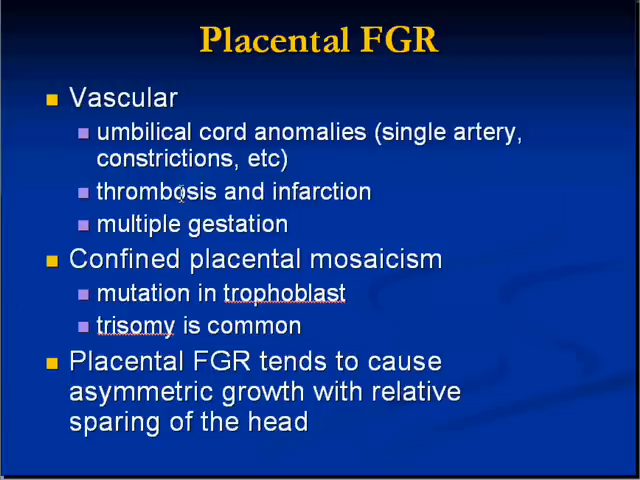 Placental FGR
Vascular
umbilical cord anomalies (single artery,
constrictions, etc)
thrombosis and infarction
multiple gestation
Confined placental mosaicism
mutation in trophoblast
trisomy is common
Placental FGR tends to cause
asymmetric growth with relative
sparing of the head